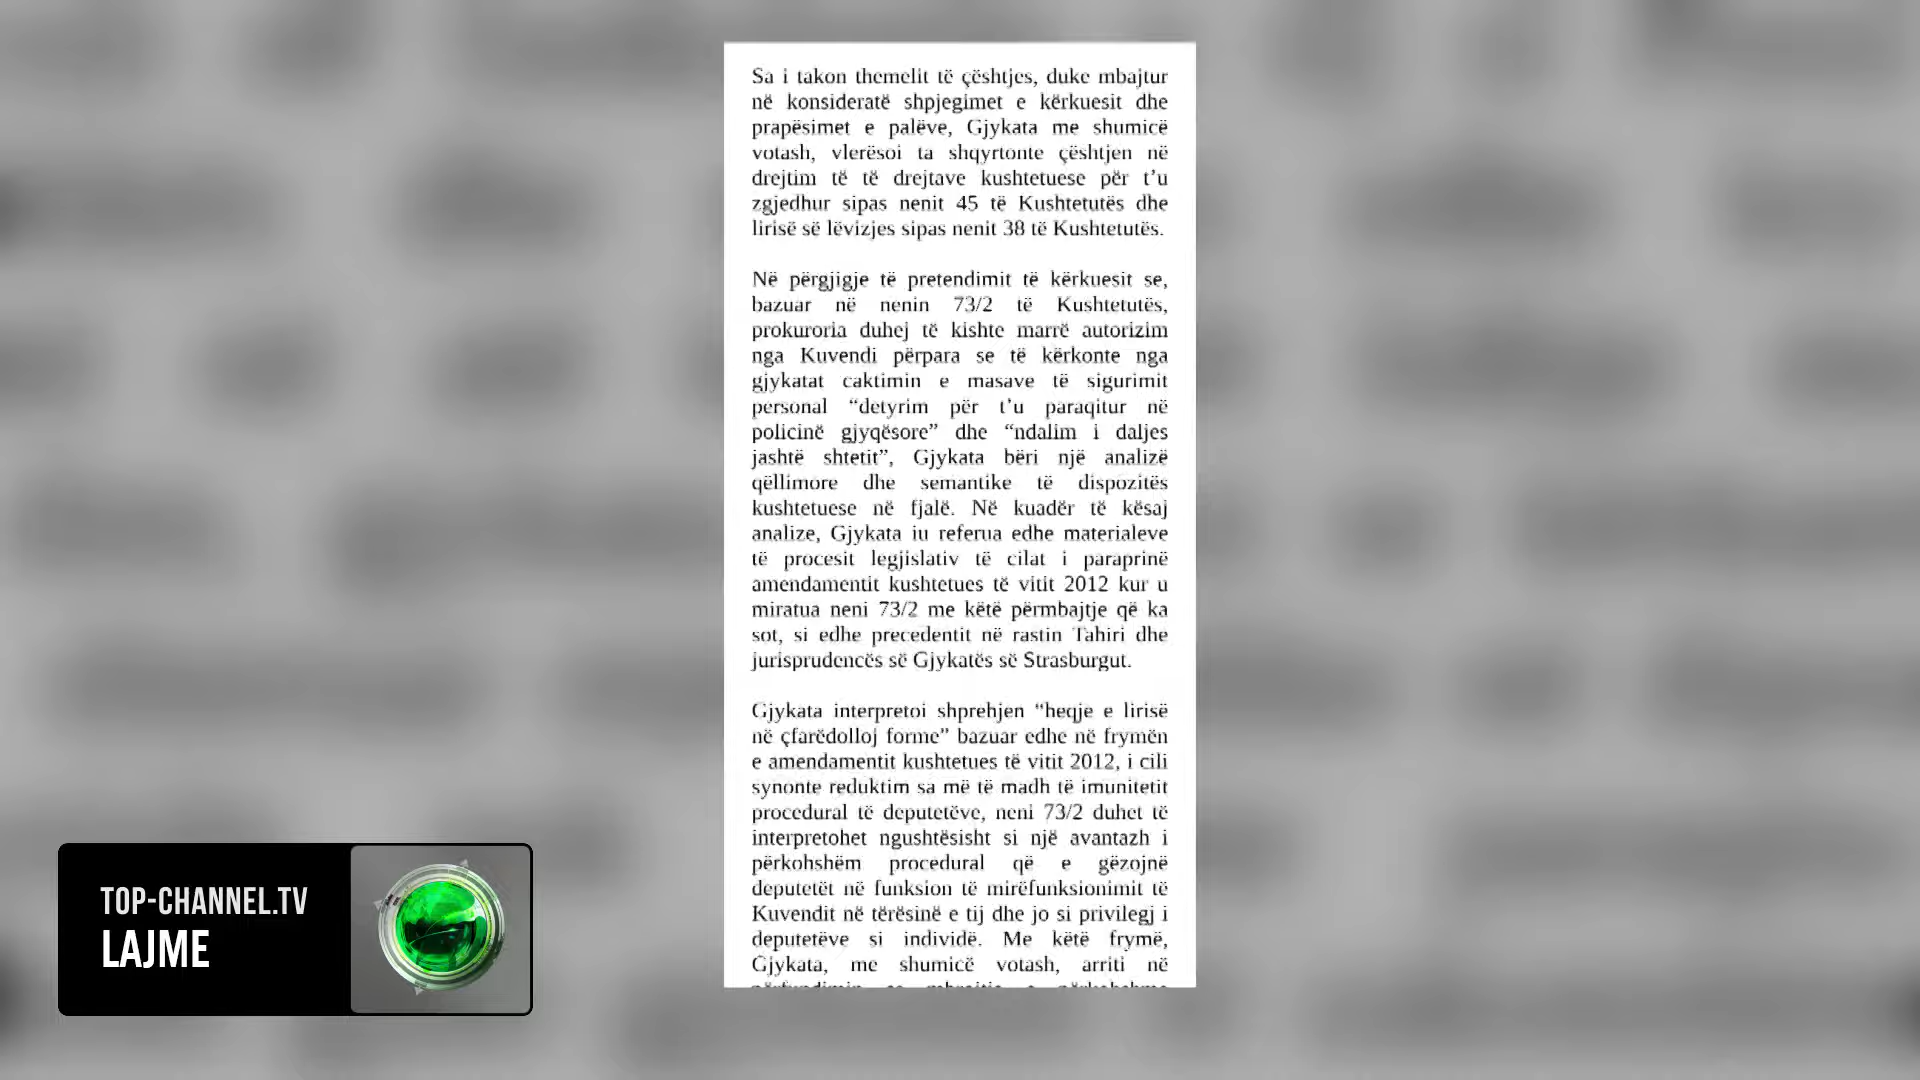 Sa i takon themelit të çështjes, duke mbajtur
në konsideratë shpjegimet e kërkuesit dhe
prapësimet e palëve, Gjykata me shumicë
votash, vlerësoi ta shqyrtonte çështjen në
drejtim të të drejtave kushtetuese për t’u
zgjedhur sipas nenit 45 të Kushtetutës dhe
lirisë së lëvizjes sipas nenit 38 të Kushtetutës.
Në përgjigje të pretendimit të kërkuesit se,
bazuar në nenin 73/2 të Kushtetutës,
prokuroria duhej të kishte marrë autorizim
nga Kuvendi përpara se të kërkonte nga
gjykatat caktimin e masave të sigurimit
personal “detyrim për t’u paraqitur në
policinë gjyqësore” dhe “ndalim i daljes
jashtë shtetit”, Gjykata bëri një analizë
qëllimore dhe semantike të dispozitës
kushtetuese në fjalë. Në kuadër të kësaj
analize, Gjykata iu referua edhe materialeve
të procesit legjislativ të cilat i paraprinë
amendamentit kushtetues të vitit 2012 kur u
miratua neni 73/2 me këtë përmbajtje që ka
sot, si edhe precedentit në rastin Tahiri dhe
jurisprudencës së Gjykatës së Strasburgut.
Gjykata interpretoi shprehjen “heqje e lirisë
në çfarëdolloj forme” bazuar edhe në frymën
e amendamentit kushtetues të vitit 2012, i cili
synonte reduktim sa më të madh të imunitetit
procedural të deputetëve, neni 73/2 duhet të
interpretohet ngushtësisht si një avantazh i
përkohshëm procedural që e gëzojnë
deputetët në funksion të mirëfunksionimit të
Kuvendit në tërësinë e tij dhe jo si privilegj i
deputetëve si individë. Me këtë frymë,
Gjykata, me shumicë votash, arriti në
TOP-CHANNEL.TV
LAJME